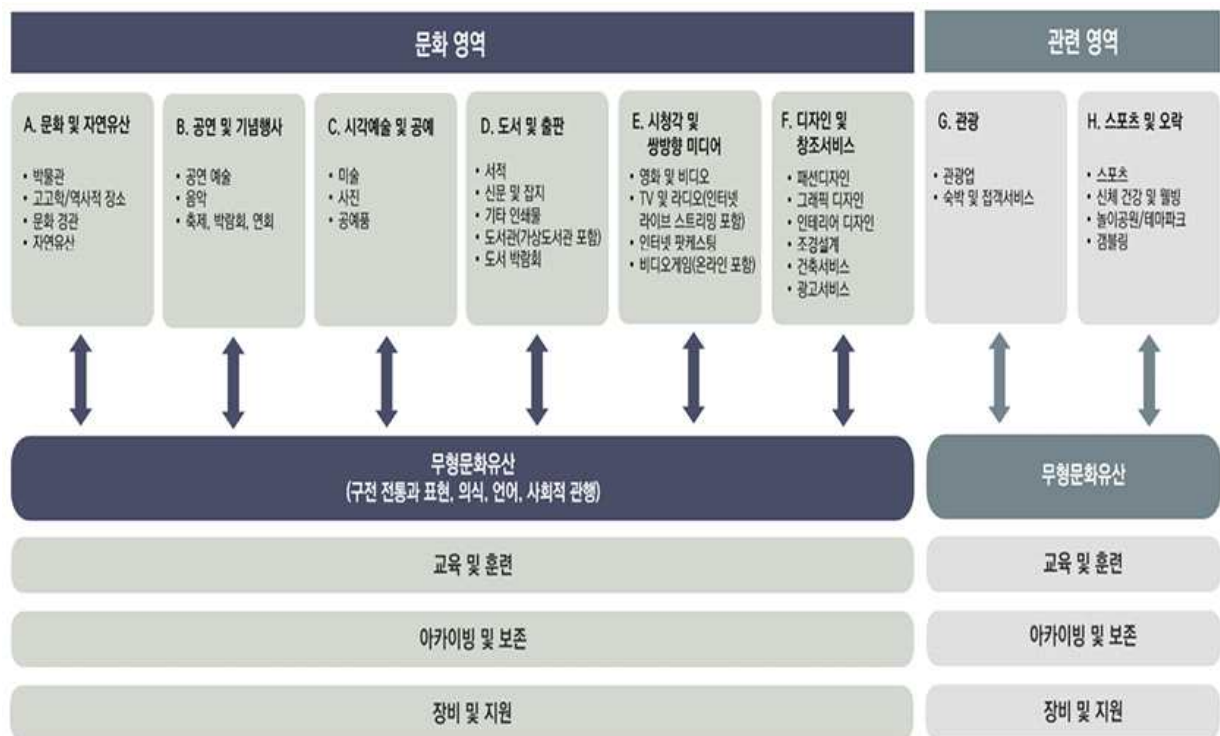 문화 영역
관련 영역
A. 문화 및 자연유산
• 박물관
• 고고학/역사적 장소
• 문화 경관
• 자연유산
B. 공연 및 기념행사
• 공연 예술
• 음악
• 축제, 박람회, 연회
C. 시각예술 및 공예
• 미술
• 사진
• 공예품
D. 도서 및 출판
• 서적
• 신문 및 잡지
• 기타 인쇄물
• 도서관(가상도서관 포함)
• 도서 박람회
E. 시청각 및
쌍방향 미디어
• 영화 및 비디오
• TV 및 라디오(인터넷
라이브 스트리밍 포함)
• 인터넷 팟케스팅
• 비디오게임(온라인 포함)
F. 디자인 및
창조서비스
• 패션디자인
• 그래픽 디자인
• 인테리어 디자인
• 조경설계
• 건축서비스
• 광고서비스
G. 관광
• 관광업
• 숙박 및 접객서비스
H. 스포츠 및 오락
• 스포츠
• 신체 건강 및 웰빙
• 놀이공원/테마파크
• 갬블링
무형문화유산
(구전 전통과 표현, 의식, 언어, 사회적 관행)
무형문화유산
교육 및 훈련
교육 및 훈련
아카이빙 및 보존
아카이빙 및 보존
장비 및 지원
장비 및 지원